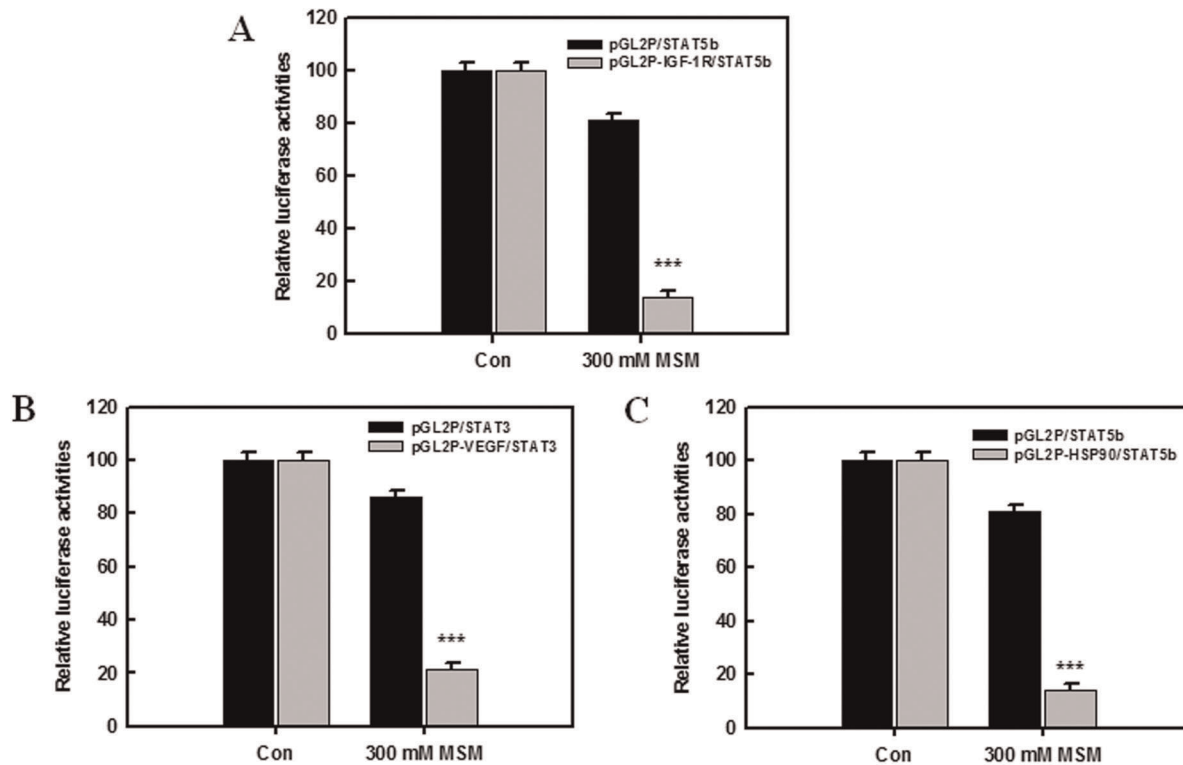 A
Relative luciferase activities
120
100
80
60
40
20
0
pGL2P/STAT5b
pGL2P-IGF-1R/STAT5b
***
Con 300 mM MSM
B
Relative luciferase activities
120
100
80
60
40
20
0
pGL2P/STAT3
pGL2P-VEGF/STAT3
***
Con 300 mM MSM
C
Relative luciferase activities
120
100
80
60
40
20
0
pGL2P/STAT5b
pGL2P-HSP90/STAT5b
***
Con 300 mM MSM